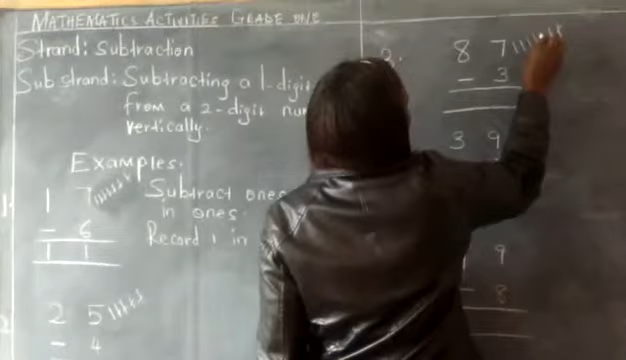 MATHEMATICS ACTIVITIES GRADE ONE
Strand: Subtraction
Sub strand: Subtracting a 1-digit
from a 2-digit
vertically.
Examples.
1.
1 7
- 6
1 1
Subtract ones
in ones.
Record 1 in
2 5
- 4
3.
8 7
- 3
3 9
9
- 8